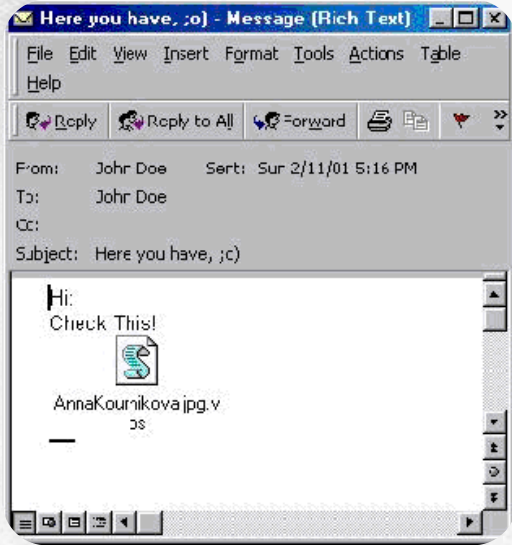 Here you have, ;o) - Message (Rich Text)
File Edit View Insert Format Tools Actions Table
Help
Reply Reply to All Forward
From: John Doe Sent: Sun 2/11/01 5:16 PM
To: John Doe
Cc:
Subject: Here you have, ;o)
Hi:
Check This!
AnnaKournikovajpg.v
bs